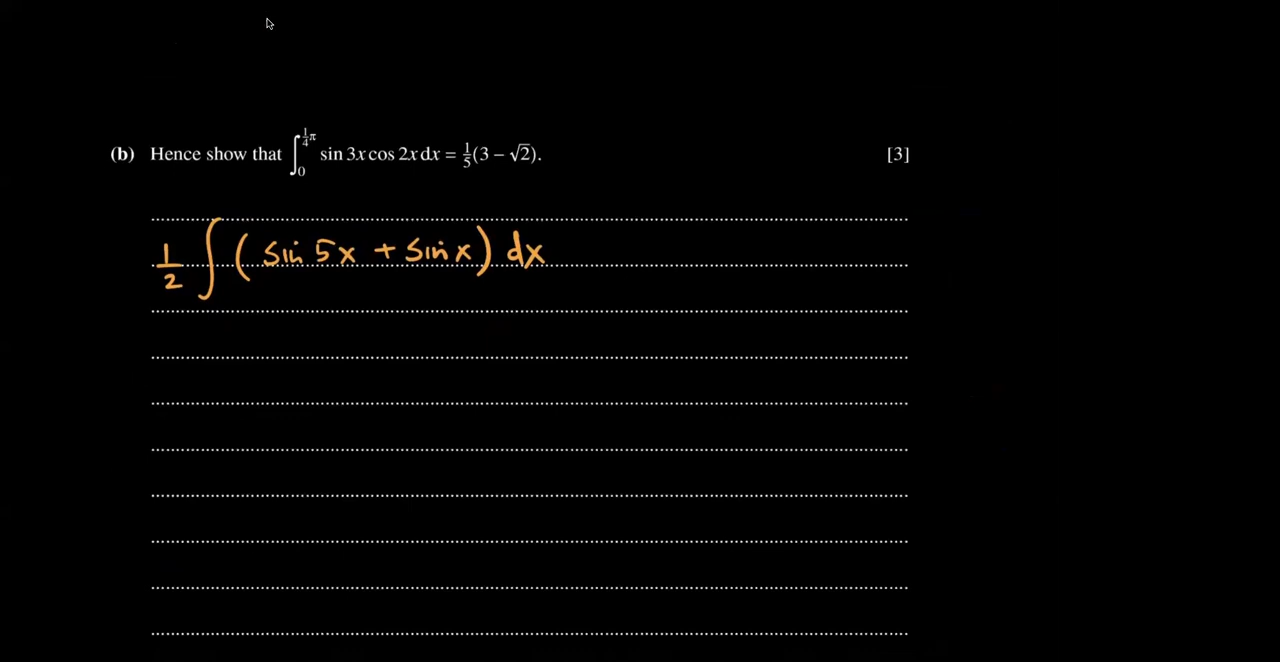 (b) Hence show that ∫₀^{¼π} sin 3x cos 2x dx = ⅕(3 − √2). [3]
½ ∫ ( sin 5x + sin x ) dx